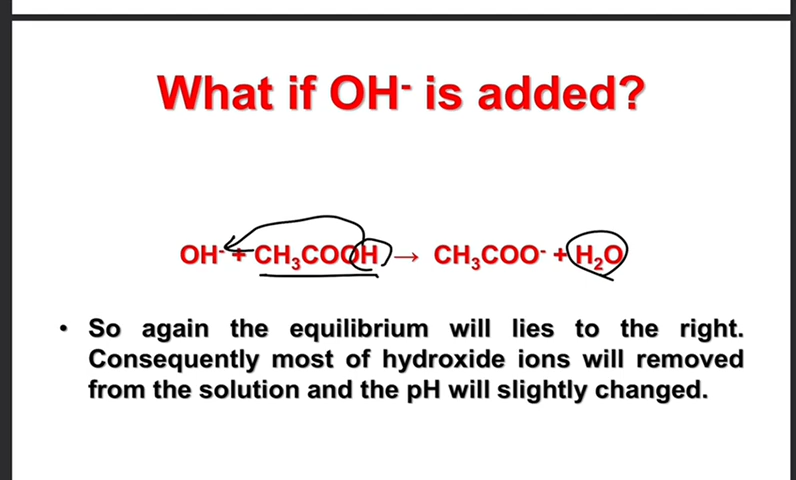 What if OH⁻ is added?
OH⁻ + CH₃COOH → CH₃COO⁻ + H₂O
• So again the equilibrium will lies to the right.
Consequently most of hydroxide ions will removed
from the solution and the pH will slightly changed.